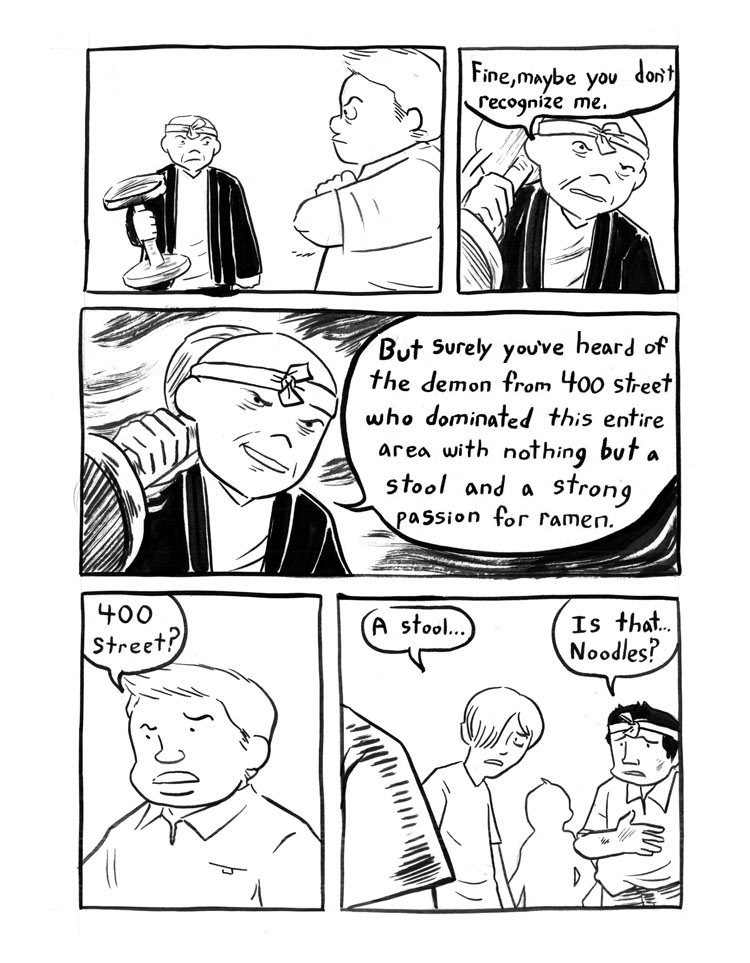 Fine, maybe you don't
recognize me.
But surely you've heard of
the demon from 400 street
who dominated this entire
area with nothing but a
stool and a strong
passion for ramen.
400
Street?
A stool...
Is that...
Noodles?